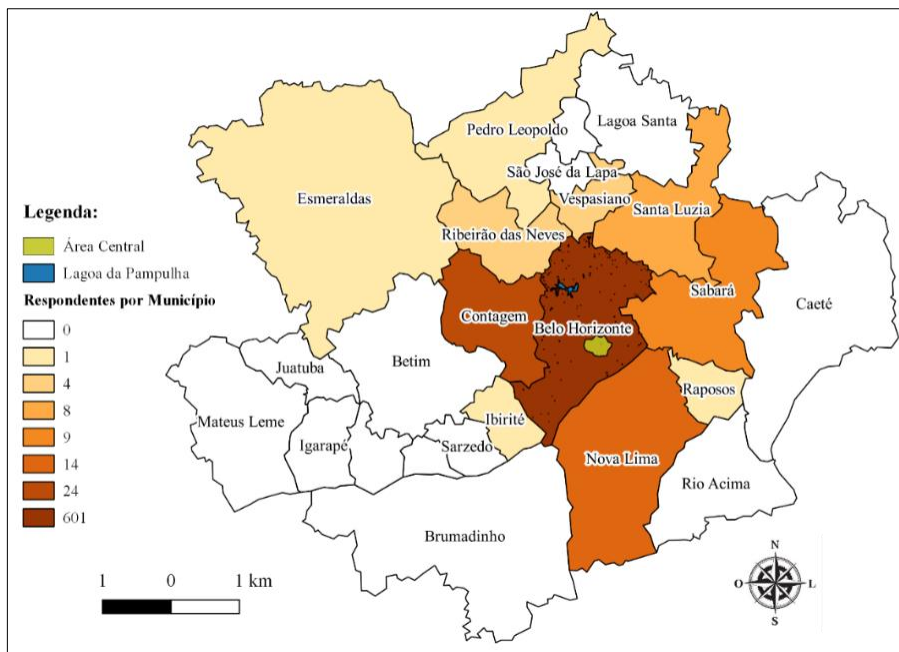 Pedro Leopoldo
Lagoa Santa
São José da Lapa
Vespasiano
Esmeraldas
Santa Luzia
Ribeirão das Neves
Sabará
Caeté
Contagem
Belo Horizonte
Betim
Juatuba
Raposos
Mateus Leme
Ibirité
Igarapé
Sarzedo
Nova Lima
Rio Acima
Brumadinho
Legenda:
Área Central
Lagoa da Pampulha
Respondentes por Município
0
1
4
8
9
14
24
601
1 0 1 km
N
O L
S